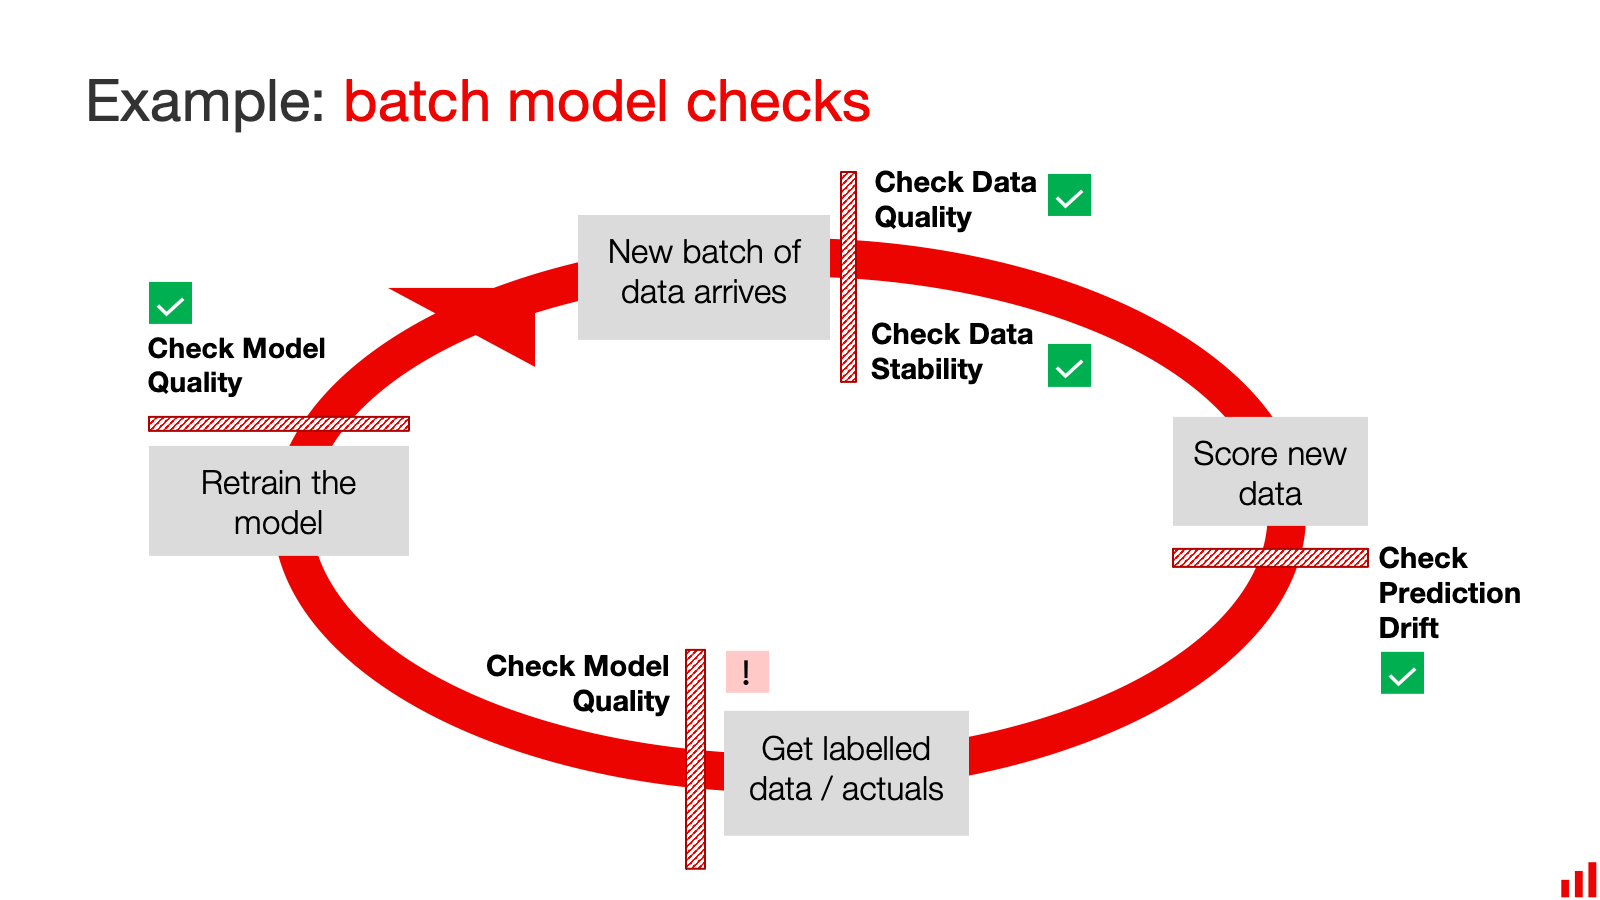 Example: batch model checks
Check Data
Quality
New batch of
data arrives
Check Data
Stability
Check Model
Quality
Retrain the
model
Score new
data
Check
Prediction
Drift
Check Model
Quality
!
Get labelled
data / actuals